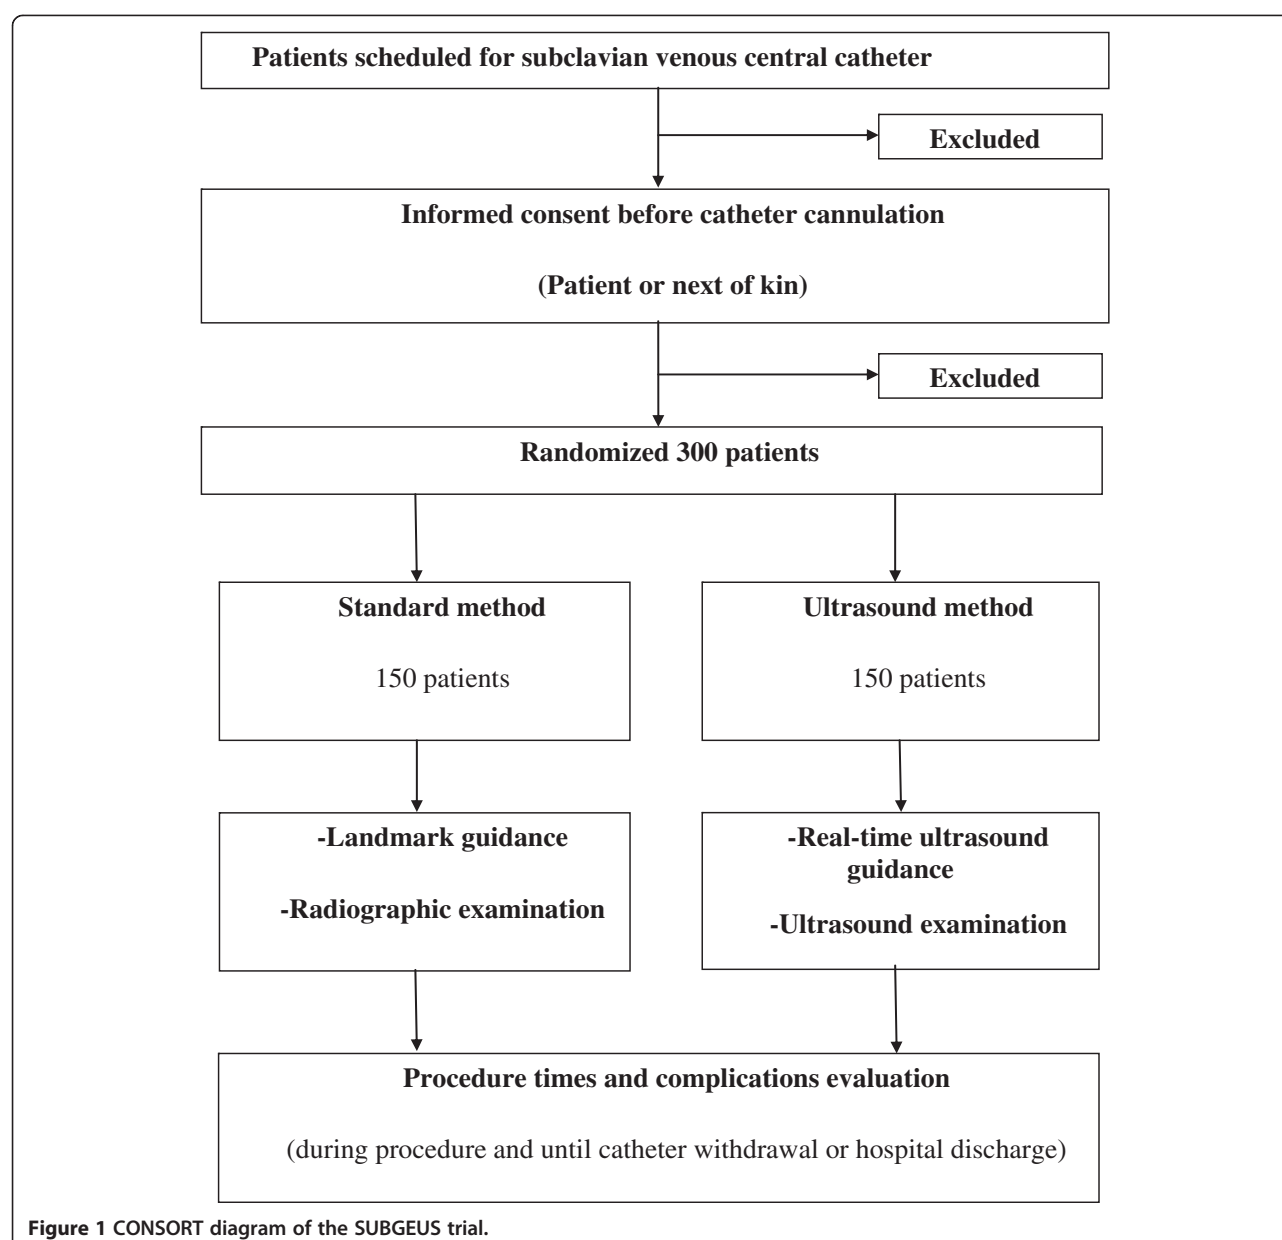 Patients scheduled for subclavian venous central catheter
Excluded
Informed consent before catheter cannulation
(Patient or next of kin)
Excluded
Randomized 300 patients
Standard method
150 patients
Ultrasound method
150 patients
-Landmark guidance
-Radiographic examination
-Real-time ultrasound
guidance
-Ultrasound examination
Procedure times and complications evaluation
(during procedure and until catheter withdrawal or hospital discharge)
Figure 1 CONSORT diagram of the SUBGEUS trial.